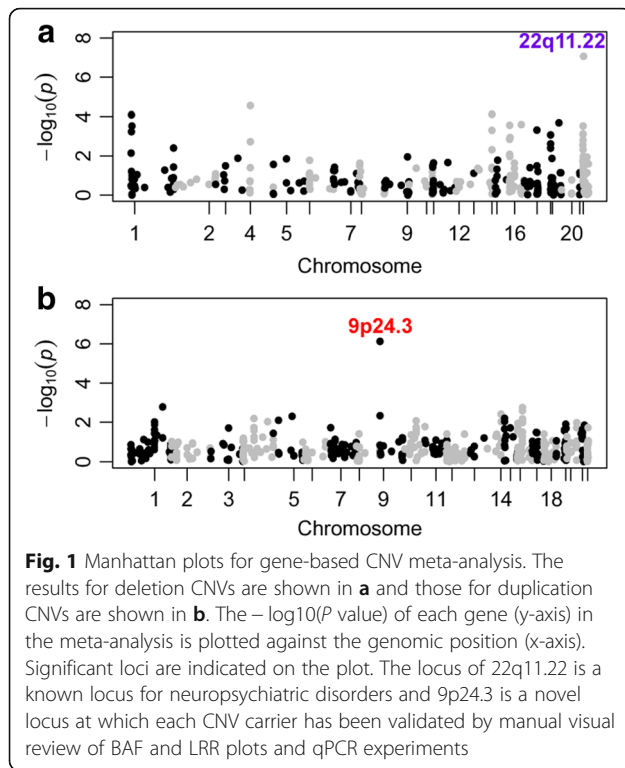 a
22q11.22
8
6
4
2
0
−log10(p)
1 2 4 5 7 9 12 16 20
Chromosome
b
9p24.3
8
6
4
2
0
−log10(p)
1 2 3 5 7 9 11 14 18
Chromosome
Fig. 1 Manhattan plots for gene-based CNV meta-analysis. The
results for deletion CNVs are shown in a and those for duplication
CNVs are shown in b. The − log10(P value) of each gene (y-axis) in
the meta-analysis is plotted against the genomic position (x-axis).
Significant loci are indicated on the plot. The locus of 22q11.22 is a
known locus for neuropsychiatric disorders and 9p24.3 is a novel
locus at which each CNV carrier has been validated by manual visual
review of BAF and LRR plots and qPCR experiments